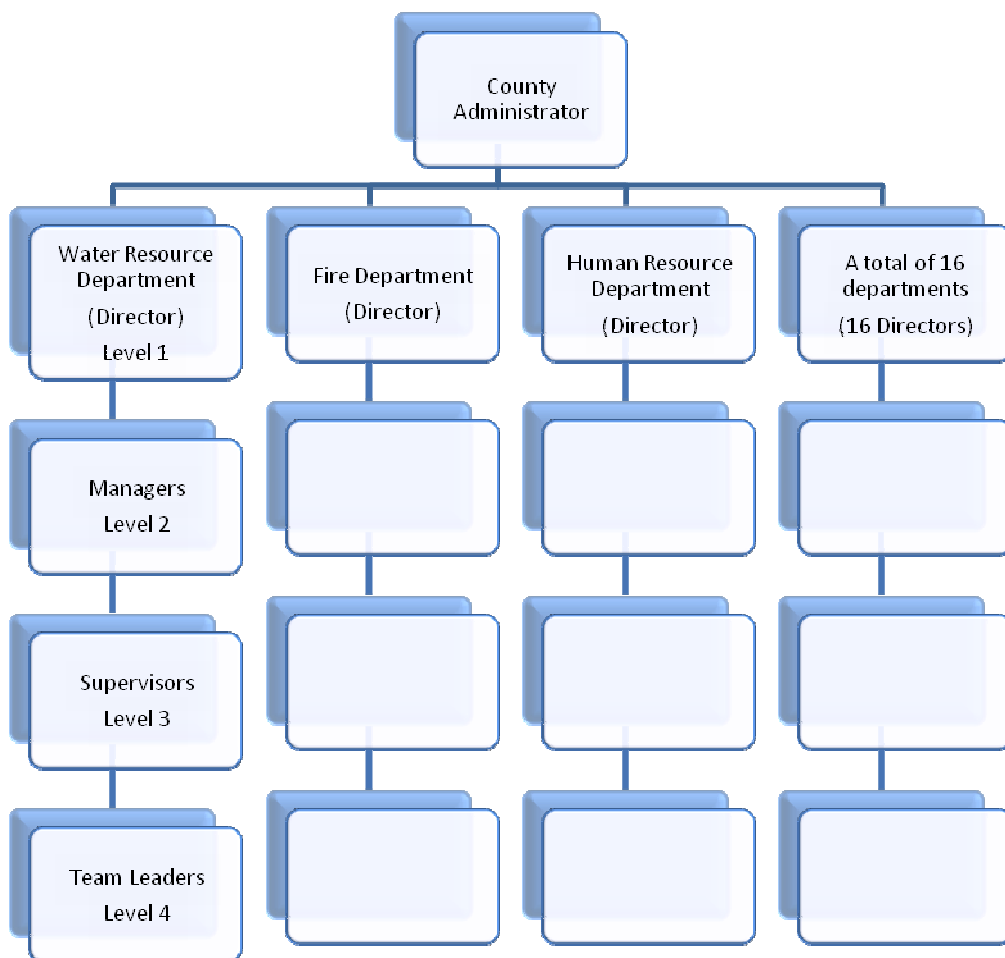 County
Administrator
Water Resource
Department
(Director)
Level 1
Fire Department
(Director)
Human Resource
Department
(Director)
A total of 16
departments
(16 Directors)
Managers
Level 2
Supervisors
Level 3
Team Leaders
Level 4